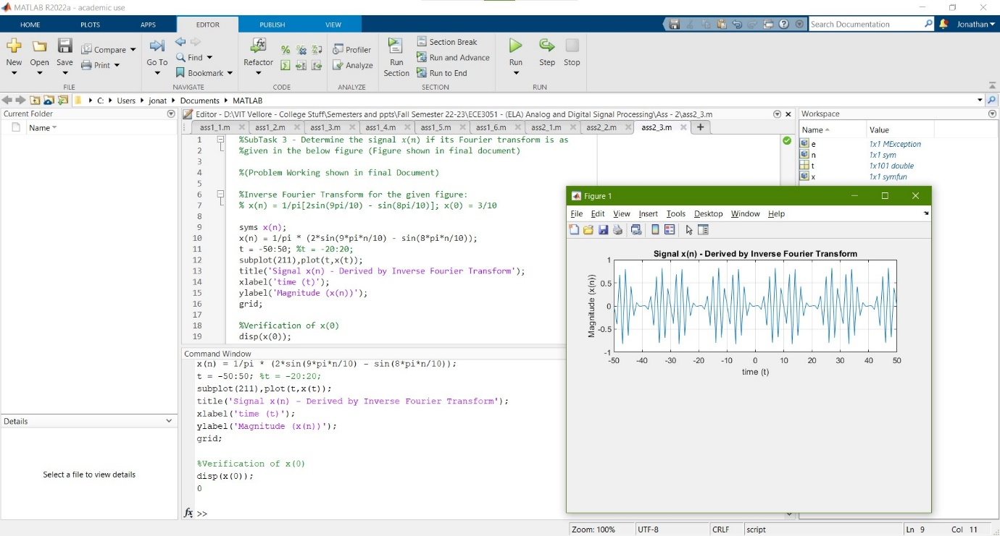 MATLAB R2022a - academic use
HOME PLOTS APPS EDITOR PUBLISH VIEW Search Documentation Jonathan
New Open Save Compare Print Go To Find Bookmark Refactor Profiler Analyze Run Section Section Break Run and Advance Run to End Run Step Stop
FILE NAVIGATE CODE ANALYZE SECTION RUN
C: Users jonat Documents MATLAB
Current Folder
Name
Editor - D:\VIT Vellore - College Stuff\Semesters and ppts\Fall Semester 22-23\ECE3051 - (ELA) Analog and Digital Signal Processing\Ass - 2\ass2_3.m
ass1_1.m ass1_2.m ass1_3.m ass1_4.m ass1_5.m ass1_6.m ass2_1.m ass2_2.m ass2_3.m
1 %SubTask 3 - Determine the signal x(n) if its Fourier transform is as
2 %given in the below figure (Figure shown in final document)
3
4 %(Problem Working shown in final Document)
5
6 %Inverse Fourier Transform for the given figure:
7 % x(n) = 1/pi[2sin(9pi/10) - sin(8pi/10)]; x(0) = 3/10
8
9 syms x(n);
10 x(n) = 1/pi * (2*sin(9*pi*n/10) - sin(8*pi*n/10));
11 t = -50:50; %t = -20:20;
12 subplot(211),plot(t,x(t));
13 title('Signal x(n) - Derived by Inverse Fourier Transform');
14 xlabel('time (t)');
15 ylabel('Magnitude (x(n))');
16 grid;
17
18 %Verification of x(0)
19 disp(x(0));
Command Window
x(n) = 1/pi * (2*sin(9*pi*n/10) - sin(8*pi*n/10));
t = -50:50; %t = -20:20;
subplot(211),plot(t,x(t));
title('Signal x(n) - Derived by Inverse Fourier Transform');
xlabel('time (t)');
ylabel('Magnitude (x(n))');
grid;
%Verification of x(0)
disp(x(0));
0
fx >>
Details
Select a file to view details
Workspace
Name Value
e 1x1 MException
n 1x1 sym
t 1x101 double
x 1x1 symfun
Figure 1
File Edit View Insert Tools Desktop Window Help
Signal x(n) - Derived by Inverse Fourier Transform
Magnitude (x(n))
1
0.5
0
-0.5
-1
-50 -40 -30 -20 -10 0 10 20 30 40 50
time (t)
Zoom: 100% UTF-8 CRLF script Ln 9 Col 11